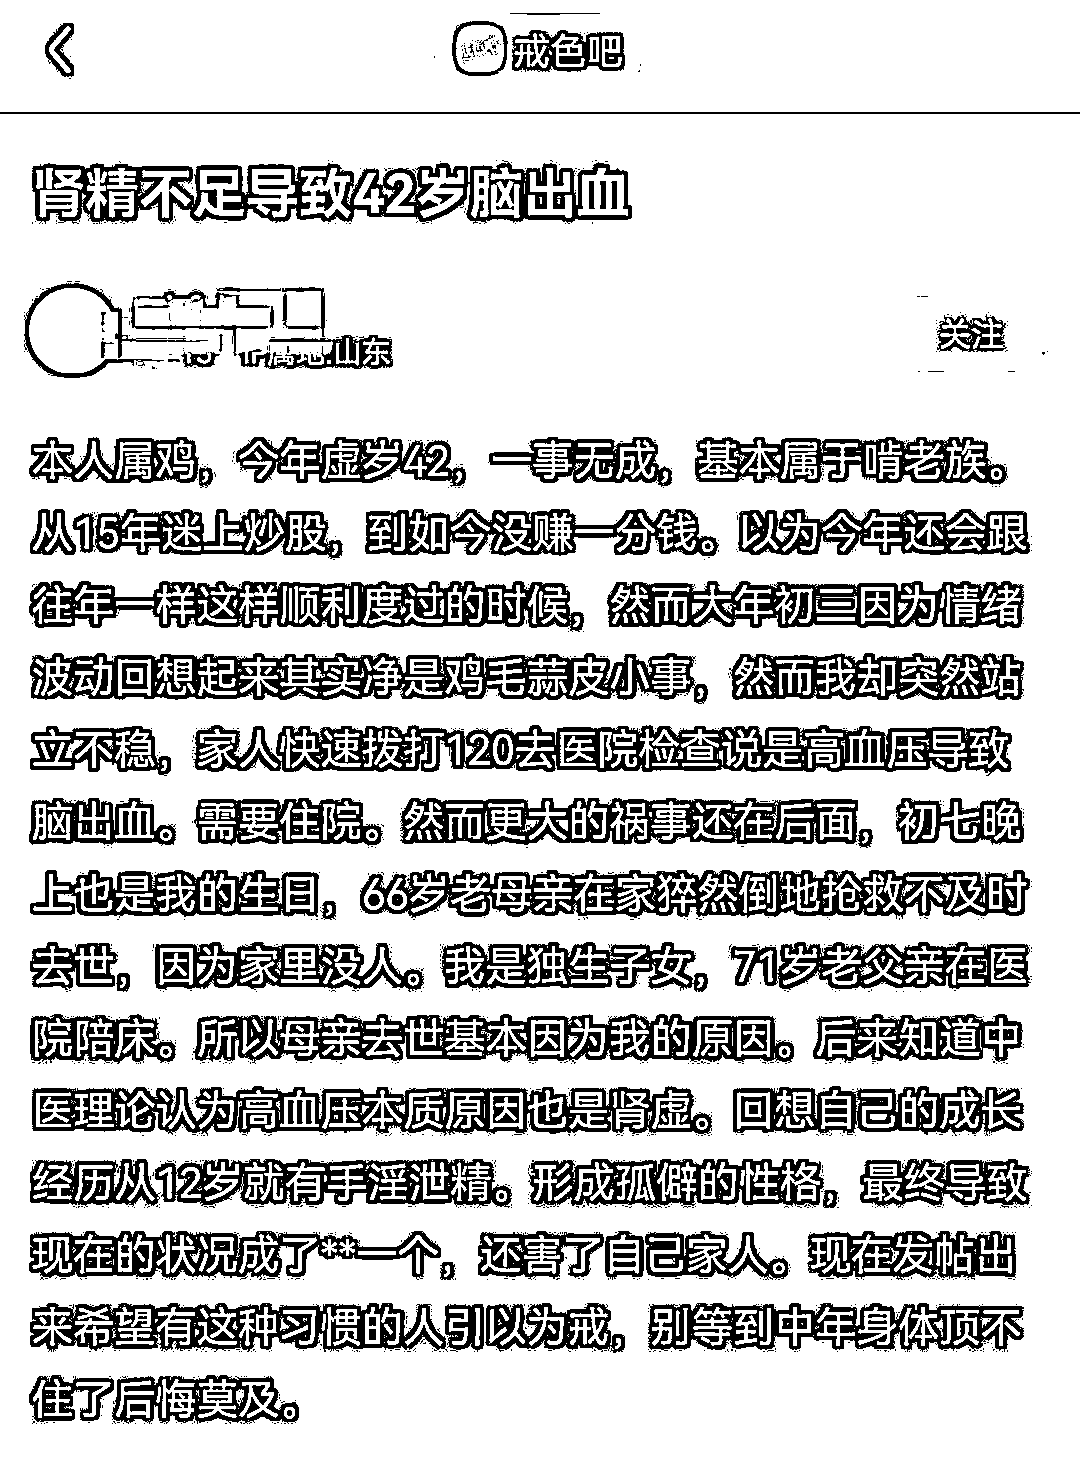 戒色吧
肾精不足导致42岁脑出血
属地山东
关注
本人属鸡，今年虚岁42，一事无成，基本属于啃老族。
从15年迷上炒股，到如今没赚一分钱。以为今年还会跟
往年一样这样顺利度过的时候，然而大年初三因为情绪
波动回想起来其实净是鸡毛蒜皮小事，然而我却突然站
立不稳，家人快速拨打120去医院检查说是高血压导致
脑出血。需要住院。然而更大的祸事还在后面，初七晚
上也是我的生日，66岁老母亲在家猝然倒地抢救不及时
去世，因为家里没人。我是独生子女，71岁老父亲在医
院陪床。所以母亲去世基本因为我的原因。后来知道中
医理论认为高血压本质原因也是肾虚。回想自己的成长
经历从12岁就有手淫泄精。形成孤僻的性格，最终导致
现在的状况成了**一个，还害了自己家人。现在发帖出
来希望有这种习惯的人引以为戒，别等到中年身体顶不
住了后悔莫及。